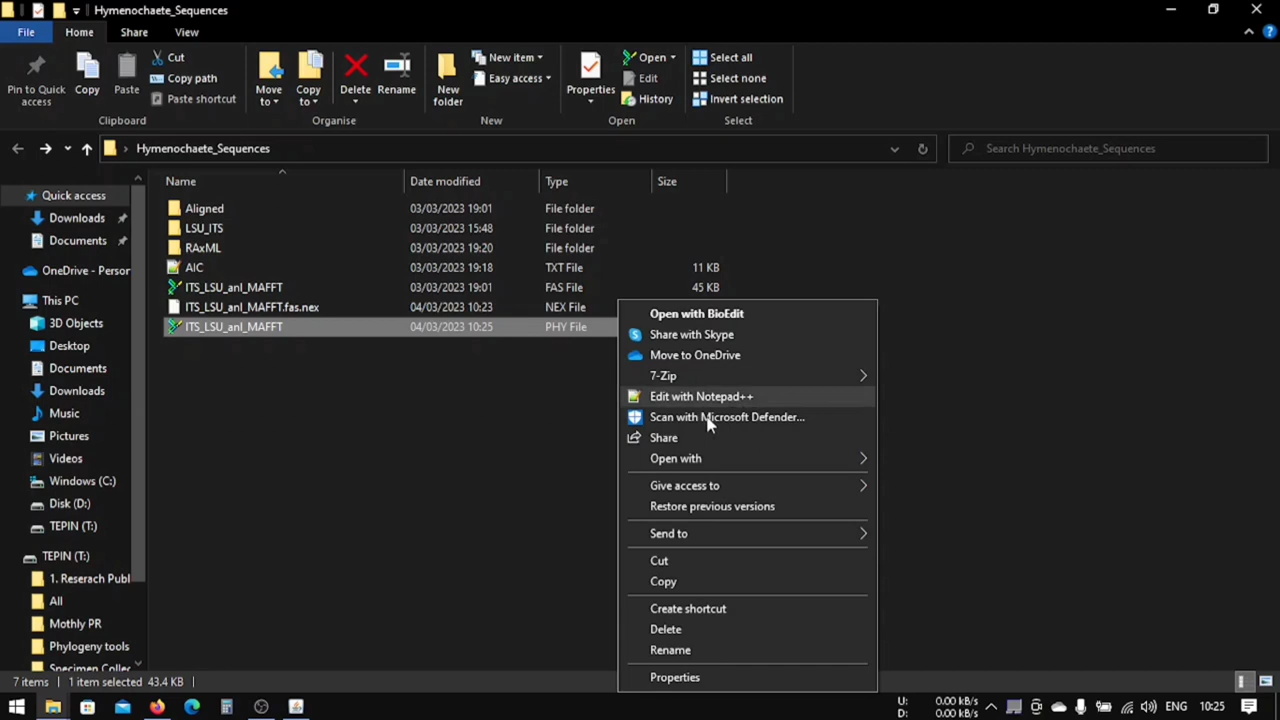 Hymenochaete_Sequences
File
Home
Share
View
Pin to Quick access
Copy
Paste
Cut
Copy path
Paste shortcut
Clipboard
Move to
Copy to
Delete
Rename
Organise
New folder
New item
Easy access
New
Properties
Open
Edit
History
Open
Select all
Select none
Invert selection
Select
Hymenochaete_Sequences
Search Hymenochaete_Sequences
Name Date modified Type Size
Aligned 03/03/2023 19:01 File folder
LSU_ITS 03/03/2023 15:48 File folder
RAxML 03/03/2023 19:20 File folder
AIC 03/03/2023 19:18 TXT File 11 KB
ITS_LSU_anl_MAFFT 03/03/2023 19:01 FAS File 45 KB
ITS_LSU_anl_MAFFT.fas.nex 04/03/2023 10:23 NEX File
ITS_LSU_anl_MAFFT 04/03/2023 10:25 PHY File
Quick access
Downloads
Documents
OneDrive - Person
This PC
3D Objects
Desktop
Documents
Downloads
Music
Pictures
Videos
Windows (C:)
Disk (D:)
TEPIN (T:)
TEPIN (T:)
1. Reserach Publ
All
Mothly PR
Phylogeny tools
Specimen Collec
Open with BioEdit
Share with Skype
Move to OneDrive
7-Zip
Edit with Notepad++
Scan with Microsoft Defender...
Share
Open with
Give access to
Restore previous versions
Send to
Cut
Copy
Create shortcut
Delete
Rename
Properties
7 items 1 item selected 43.4 KB
U: 0.00 kB/s
D: 0.00 kB/s
ENG 10:25